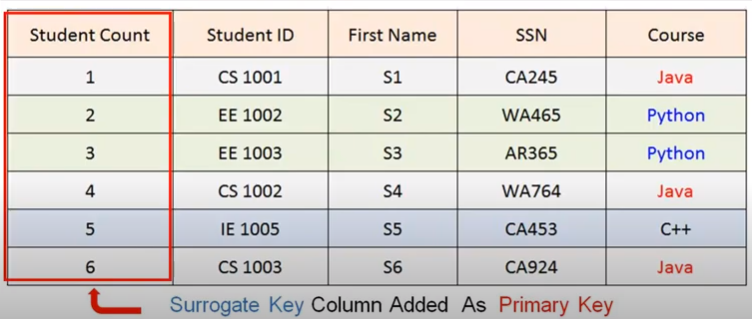 Student Count Student ID First Name SSN Course
1 CS 1001 S1 CA245 Java
2 EE 1002 S2 WA465 Python
3 EE 1003 S3 AR365 Python
4 CS 1002 S4 WA764 Java
5 IE 1005 S5 CA453 C++
6 CS 1003 S6 CA924 Java
Surrogate Key Column Added As Primary Key